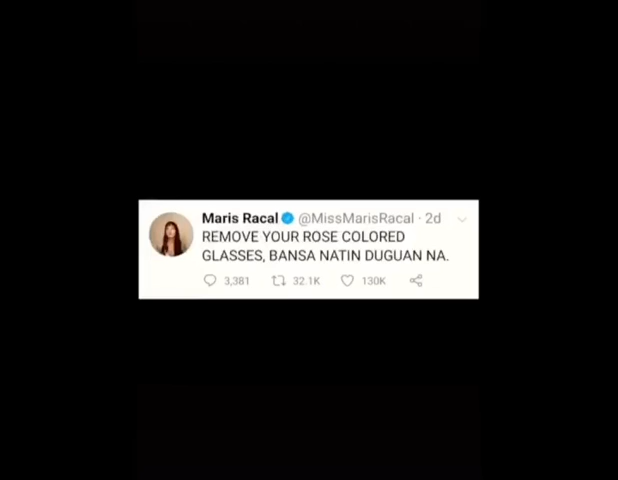 Maris Racal @MissMarisRacal · 2d
REMOVE YOUR ROSE COLORED
GLASSES, BANSA NATIN DUGUAN NA.
3,381 32.1K 130K